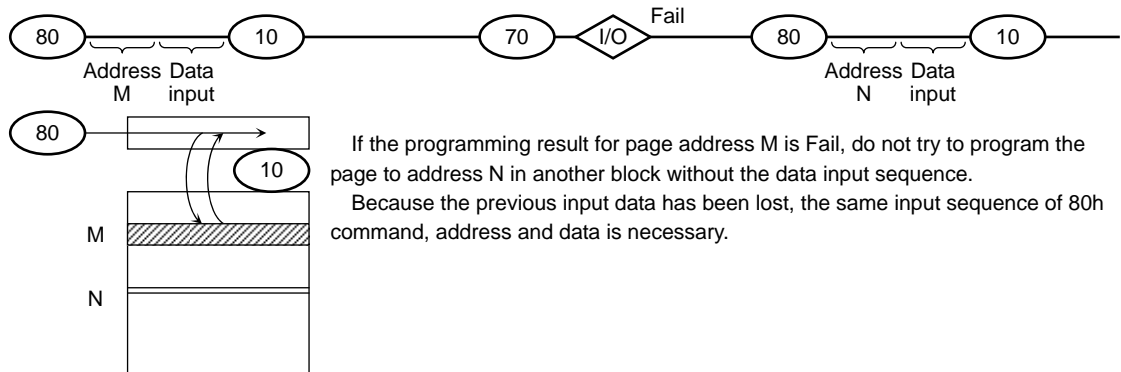 Fail
80 10 70 I/O 80 10
Address Data Address Data
M input N input
80
If the programming result for page address M is Fail, do not try to program the
10
page to address N in another block without the data input sequence.
Because the previous input data has been lost, the same input sequence of 80h
M
command, address and data is necessary.
N